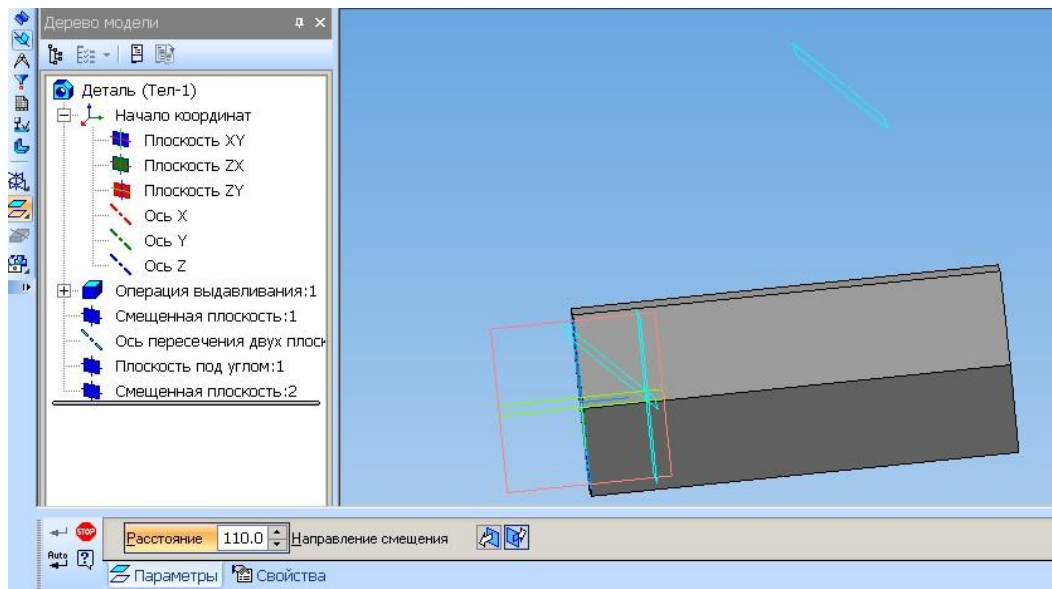 Дерево модели
Деталь (Тел-1)
Начало координат
Плоскость XY
Плоскость ZX
Плоскость ZY
Ось X
Ось Y
Ось Z
Операция выдавливания:1
Смещенная плоскость:1
Ось пересечения двух плоск
Плоскость под углом:1
Смещенная плоскость:2
STOP Расстояние 110.0 Направление смещения
Auto
Параметры Свойства